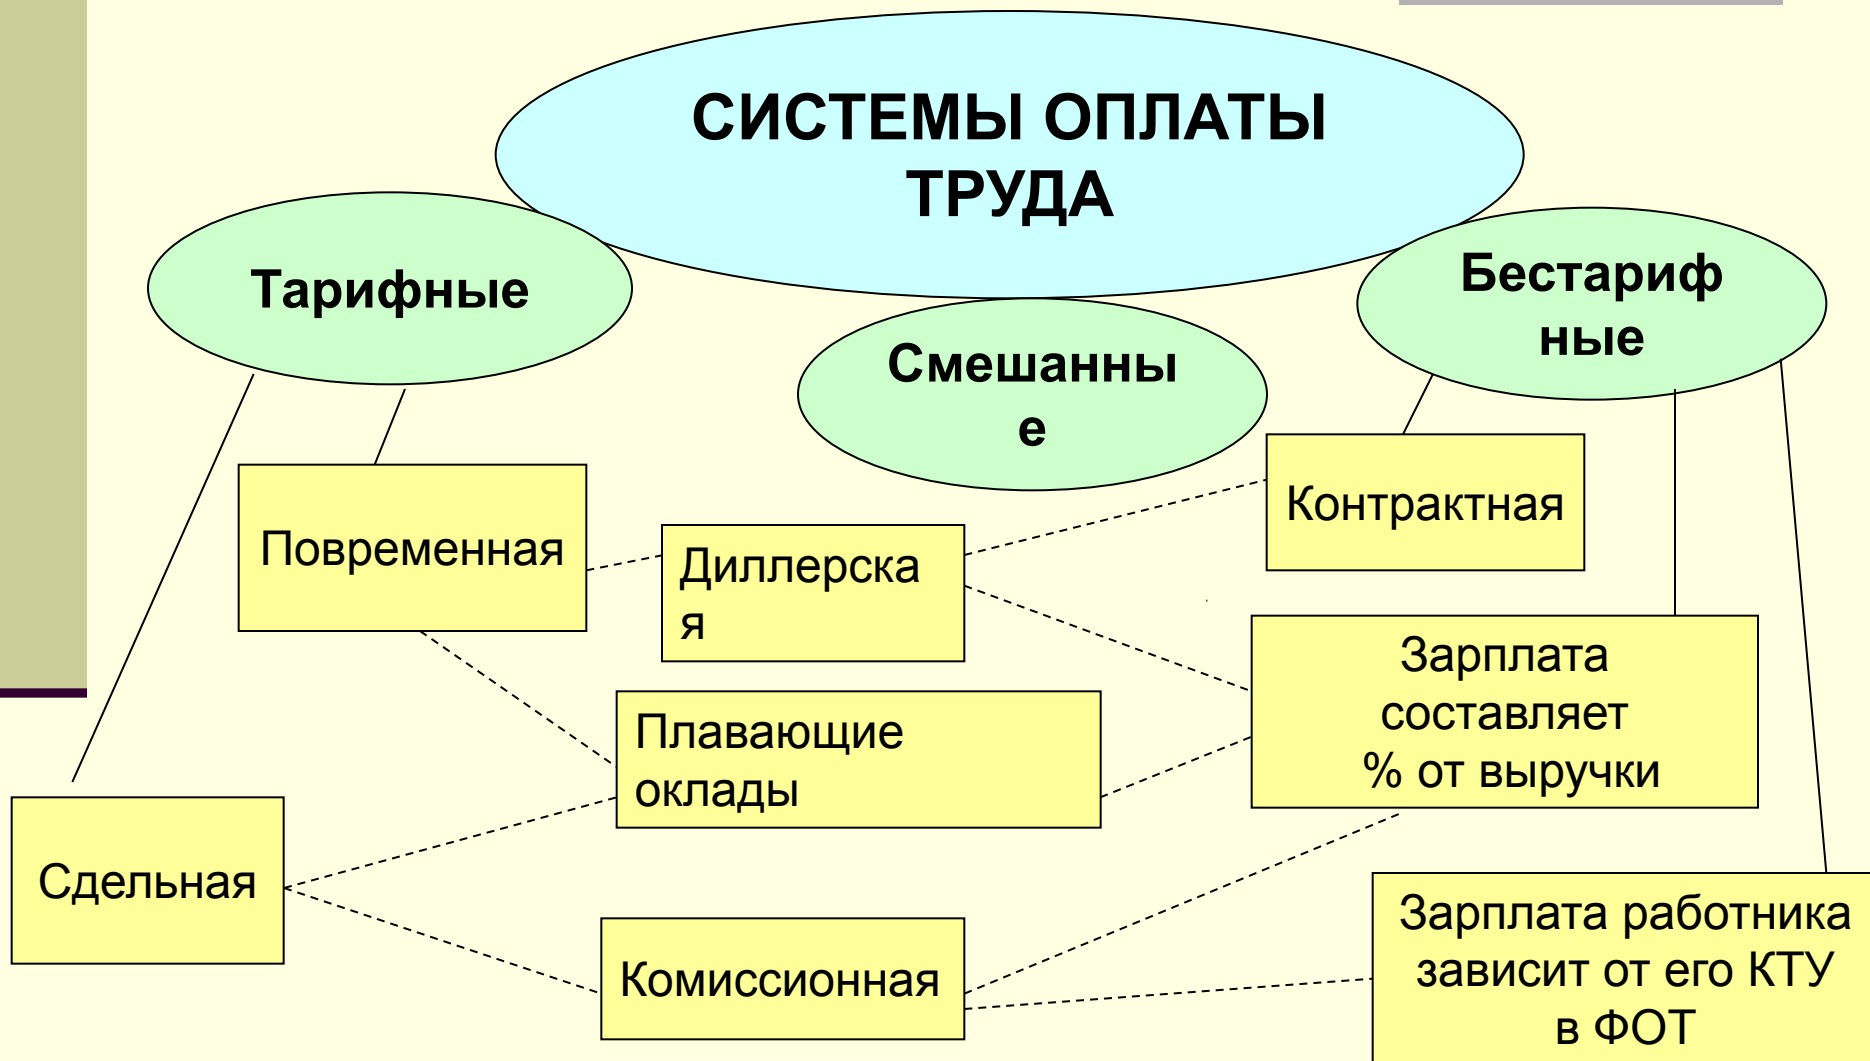 СИСТЕМЫ ОПЛАТЫ
ТРУДА
Тарифные
Бестариф
ные
Смешанны
е
Повременная
Диллерска
я
Контрактная
Плавающие
оклады
Зарплата
составляет
% от выручки
Сдельная
Комиссионная
Зарплата работника
зависит от его КТУ
в ФОТ